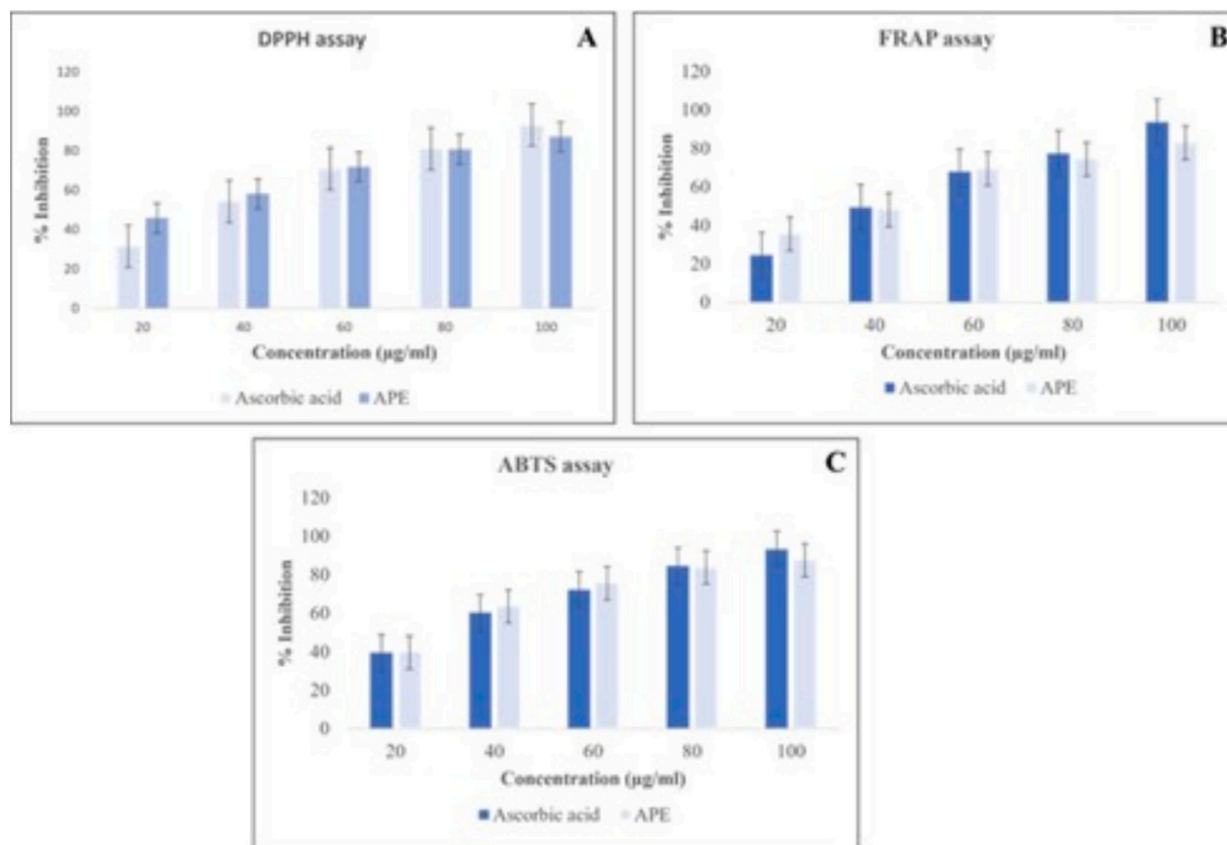 DPPH assay
A
120
100
80
60
40
20
0
% Inhibition
20 40 60 80 100
Concentration (µg/ml)
Ascorbic acid APE
FRAP assay
B
120
100
80
60
40
20
0
% Inhibition
20 40 60 80 100
Concentration (µg/ml)
Ascorbic acid APE
ABTS assay
C
120
100
80
60
40
20
0
% Inhibition
20 40 60 80 100
Concentration (µg/ml)
Ascorbic acid APE